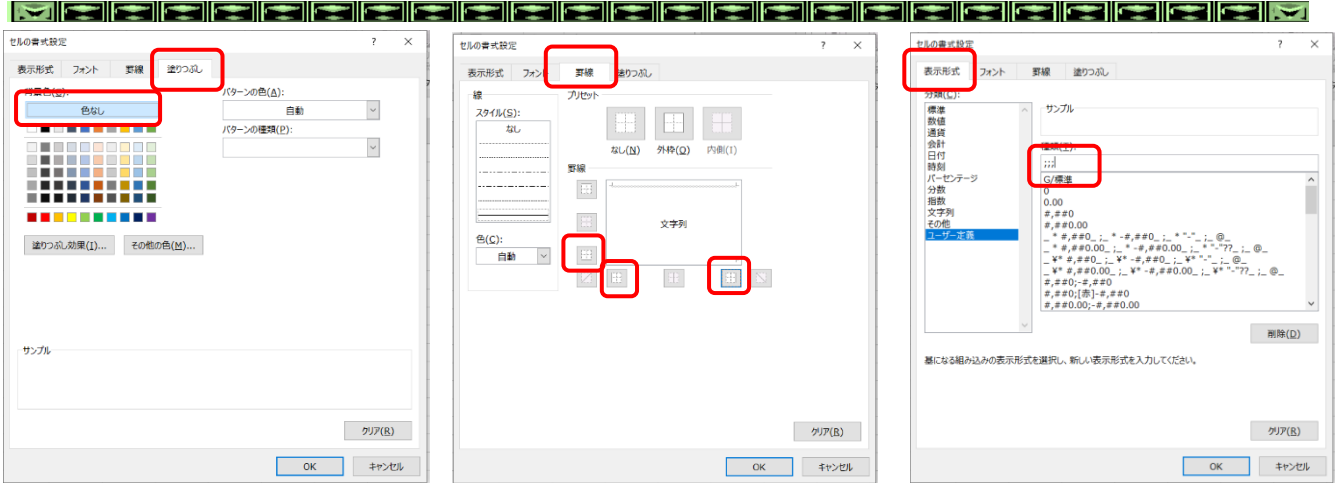 セルの書式設定 ? ×
表示形式 フォント 罫線 塗りつぶし
背景色(C):
色なし
パターンの色(A):
自動
パターンの種類(P):
塗りつぶし効果(I)... その他の色(M)...
サンプル
クリア(R)
OK キャンセル
セルの書式設定 ? ×
表示形式 フォント 罫線 塗りつぶし
線
スタイル(S):
なし
色(C):
自動
プリセット
なし(N) 外枠(O) 内側(I)
罫線
文字列
クリア(R)
OK キャンセル
セルの書式設定 ? ×
表示形式 フォント 罫線 塗りつぶし
分類(C):
標準
数値
通貨
会計
日付
時刻
パーセンテージ
分数
指数
文字列
その他
ユーザー定義
サンプル
種類(T):
;;;
G/標準
0
0.00
#,##0
#,##0.00
_ * #,##0_ ;_ * -#,##0_ ;_ * "-"_ ;_ @_
_ * #,##0.00_ ;_ * -#,##0.00_ ;_ * "-"??_ ;_ @_
_ ¥* #,##0_ ;_ ¥* -#,##0_ ;_ ¥* "-"_ ;_ @_
_ ¥* #,##0.00_ ;_ ¥* -#,##0.00_ ;_ ¥* "-"??_ ;_ @_
#,##0;-#,##0
#,##0;[赤]-#,##0
#,##0.00;-#,##0.00
削除(D)
基になる組み込みの表示形式を選択し、新しい表示形式を入力してください。
クリア(R)
OK キャンセル